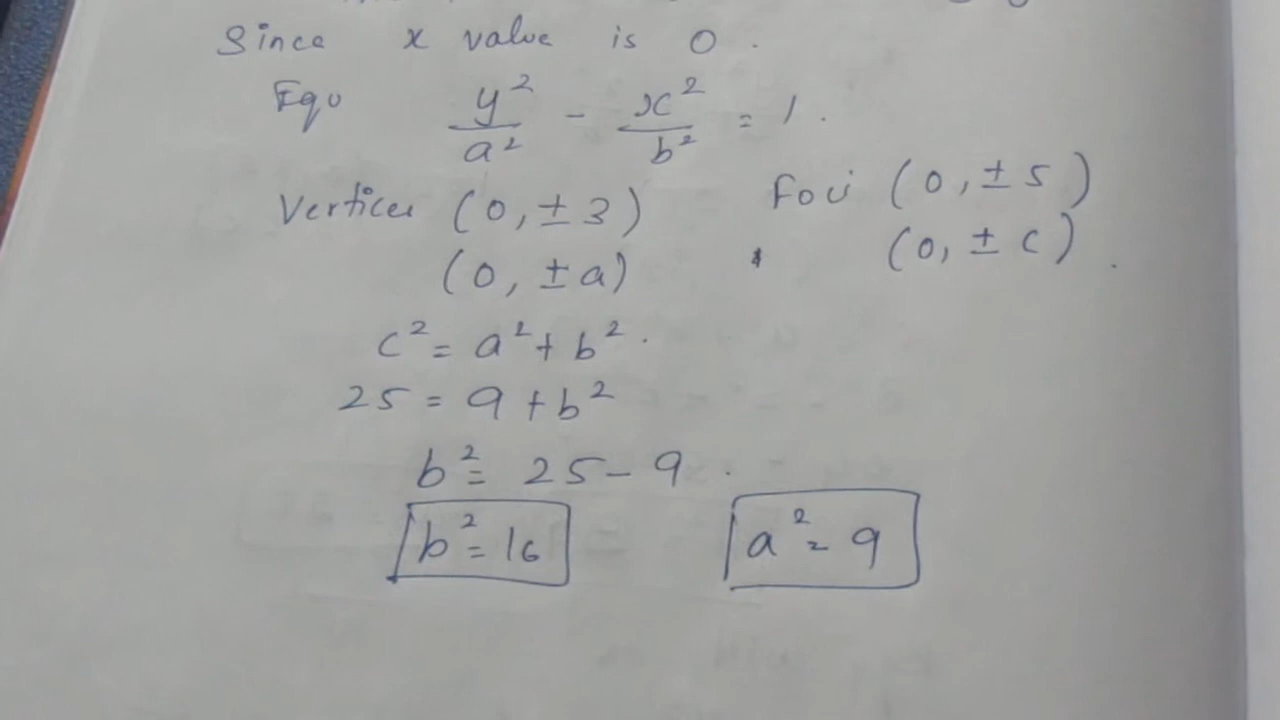 Since x value is 0.
Equ y²/a² - x²/b² = 1.
Vertices (0, ±3) Foci (0, ±5)
(0, ±a) (0, ±c).
c² = a² + b².
25 = 9 + b²
b² = 25 - 9.
b² = 16 a² = 9